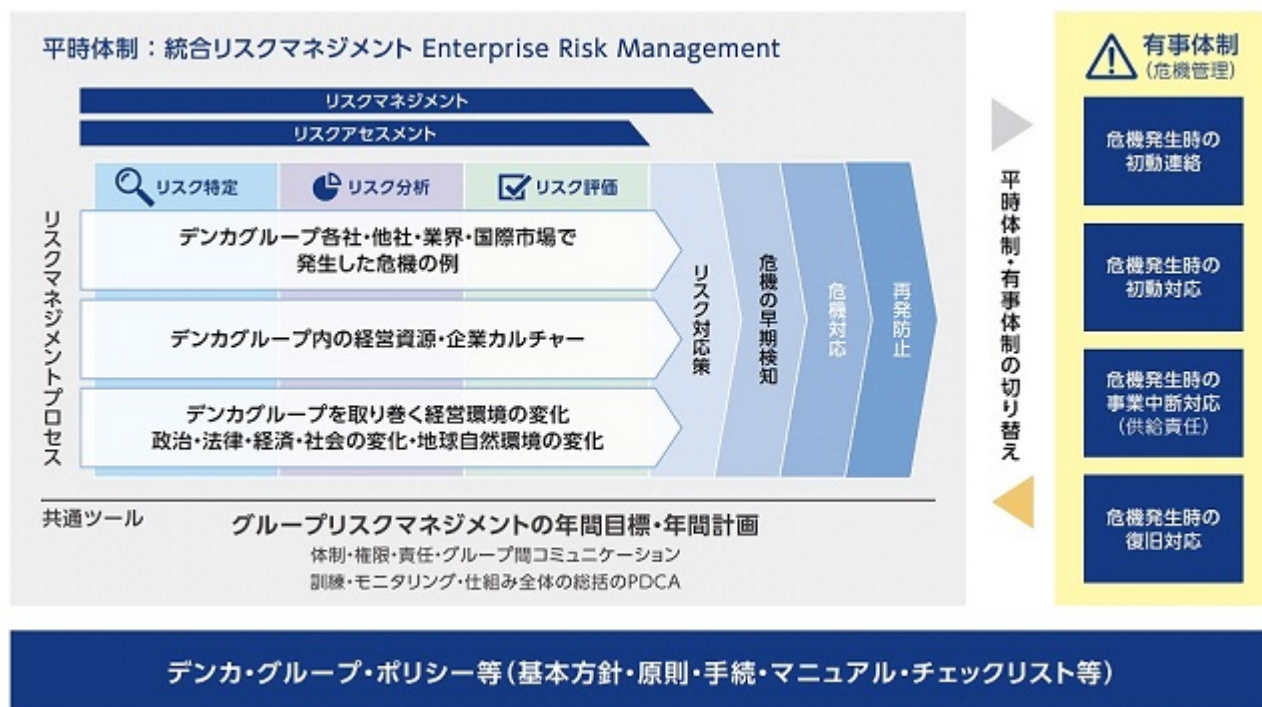 平時体制：統合リスクマネジメント Enterprise Risk Management
リスクマネジメント
リスクアセスメント
リスクマネジメントプロセス
リスク特定
リスク分析
リスク評価
デンカグループ各社・他社・業界・国際市場で
発生した危機の例
デンカグループ内の経営資源・企業カルチャー
デンカグループを取り巻く経営環境の変化
政治・法律・経済・社会の変化・地球自然環境の変化
リスク対応策
危機の早期検知
危機対応
再発防止
共通ツール
グループリスクマネジメントの年間目標・年間計画
体制・権限・責任・グループ間コミュニケーション
訓練・モニタリング・仕組み全体の総括のPDCA
平時体制・有事体制の切り替え
有事体制
(危機管理)
危機発生時の
初動連絡
危機発生時の
初動対応
危機発生時の
事業中断対応
(供給責任)
危機発生時の
復旧対応
デンカ・グループ・ポリシー等(基本方針・原則・手続・マニュアル・チェックリスト等)